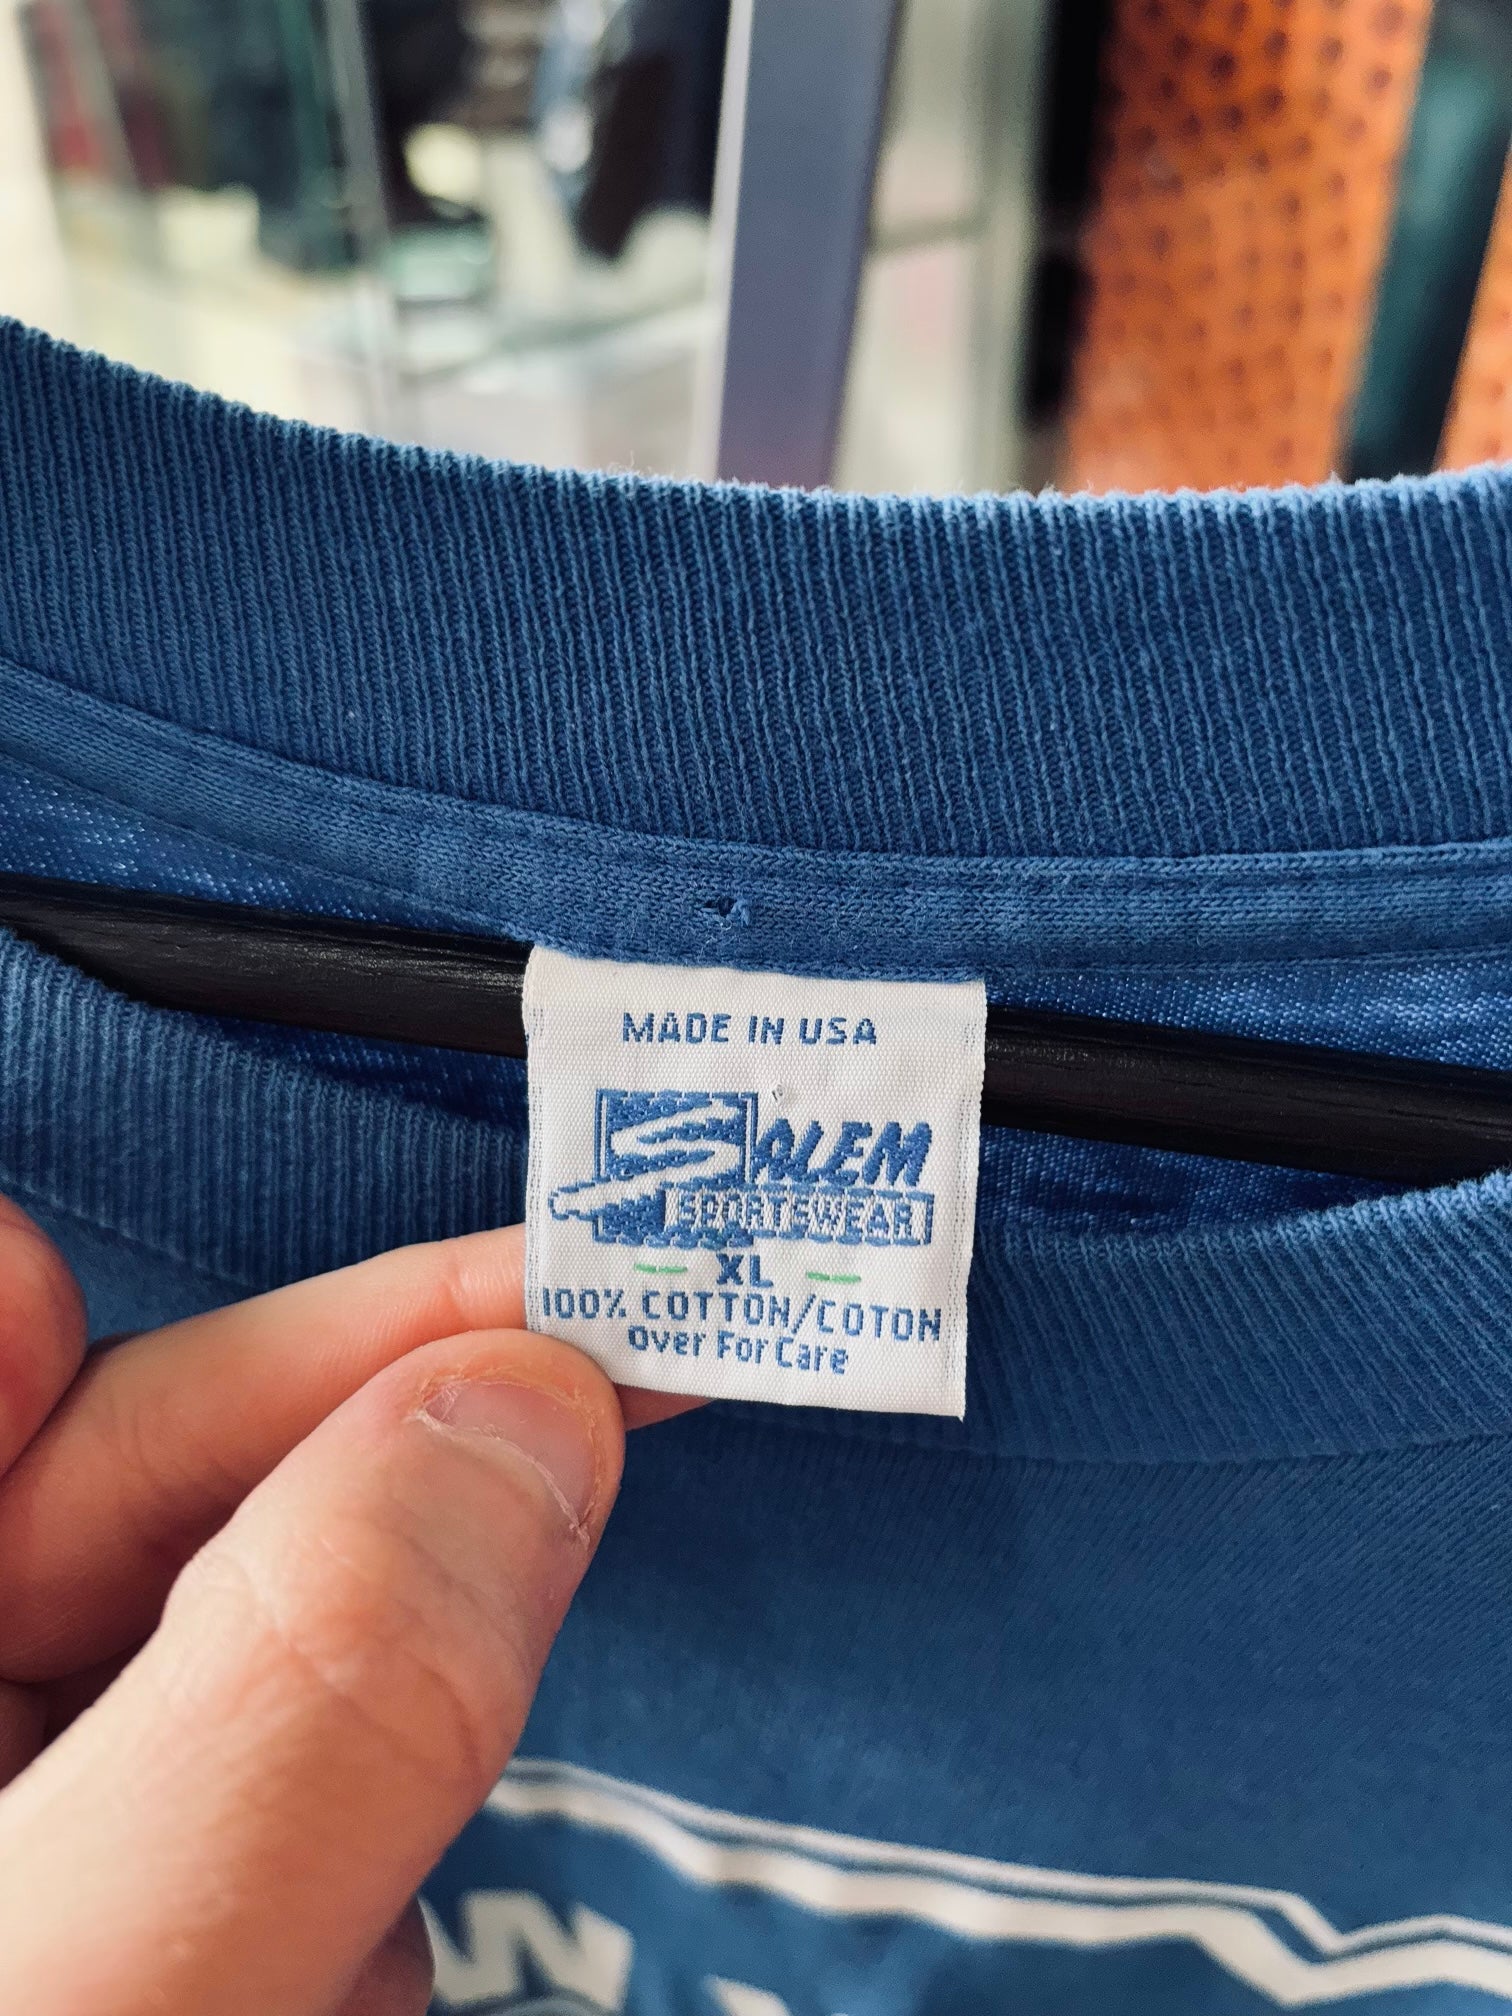 MADE IN USA
SALEM
SPORTSWEAR
XL
100% COTTON/COTON
Over For Care